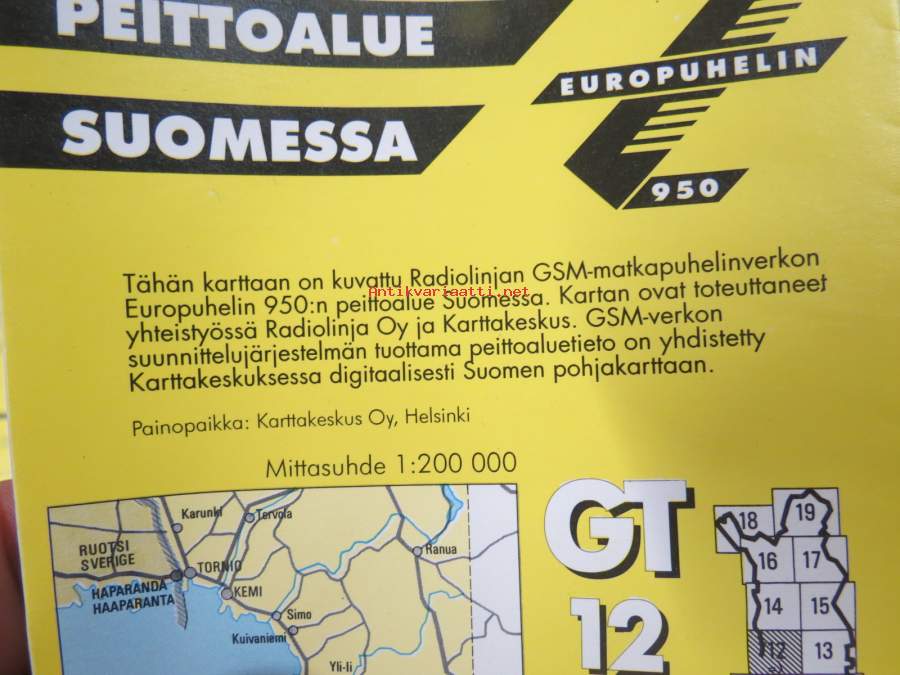 PEITTOALUE
SUOMESSA
EUROPUHELIN
950
Tähän karttaan on kuvattu Radiolinjan GSM-matkapuhelinverkon
Europuhelin 950:n peittoalue Suomessa. Kartan ovat toteuttaneet
yhteistyössä Radiolinja Oy ja Karttakeskus. GSM-verkon
suunnittelujärjestelmän tuottama peittoaluetieto on yhdistetty
Karttakeskuksessa digitaalisesti Suomen pohjakarttaan.
Antikvariaatti.net
Painopaikka: Karttakeskus Oy, Helsinki
Mittasuhde 1:200 000
Karunki
Tervola
RUOTSI
SVERIGE
Ranua
TORNIO
HAPARANDA
HAAPARANTA
KEMI
Simo
Kuivaniemi
Yli-Ii
GT
12
18
19
16
17
14
15
12
13